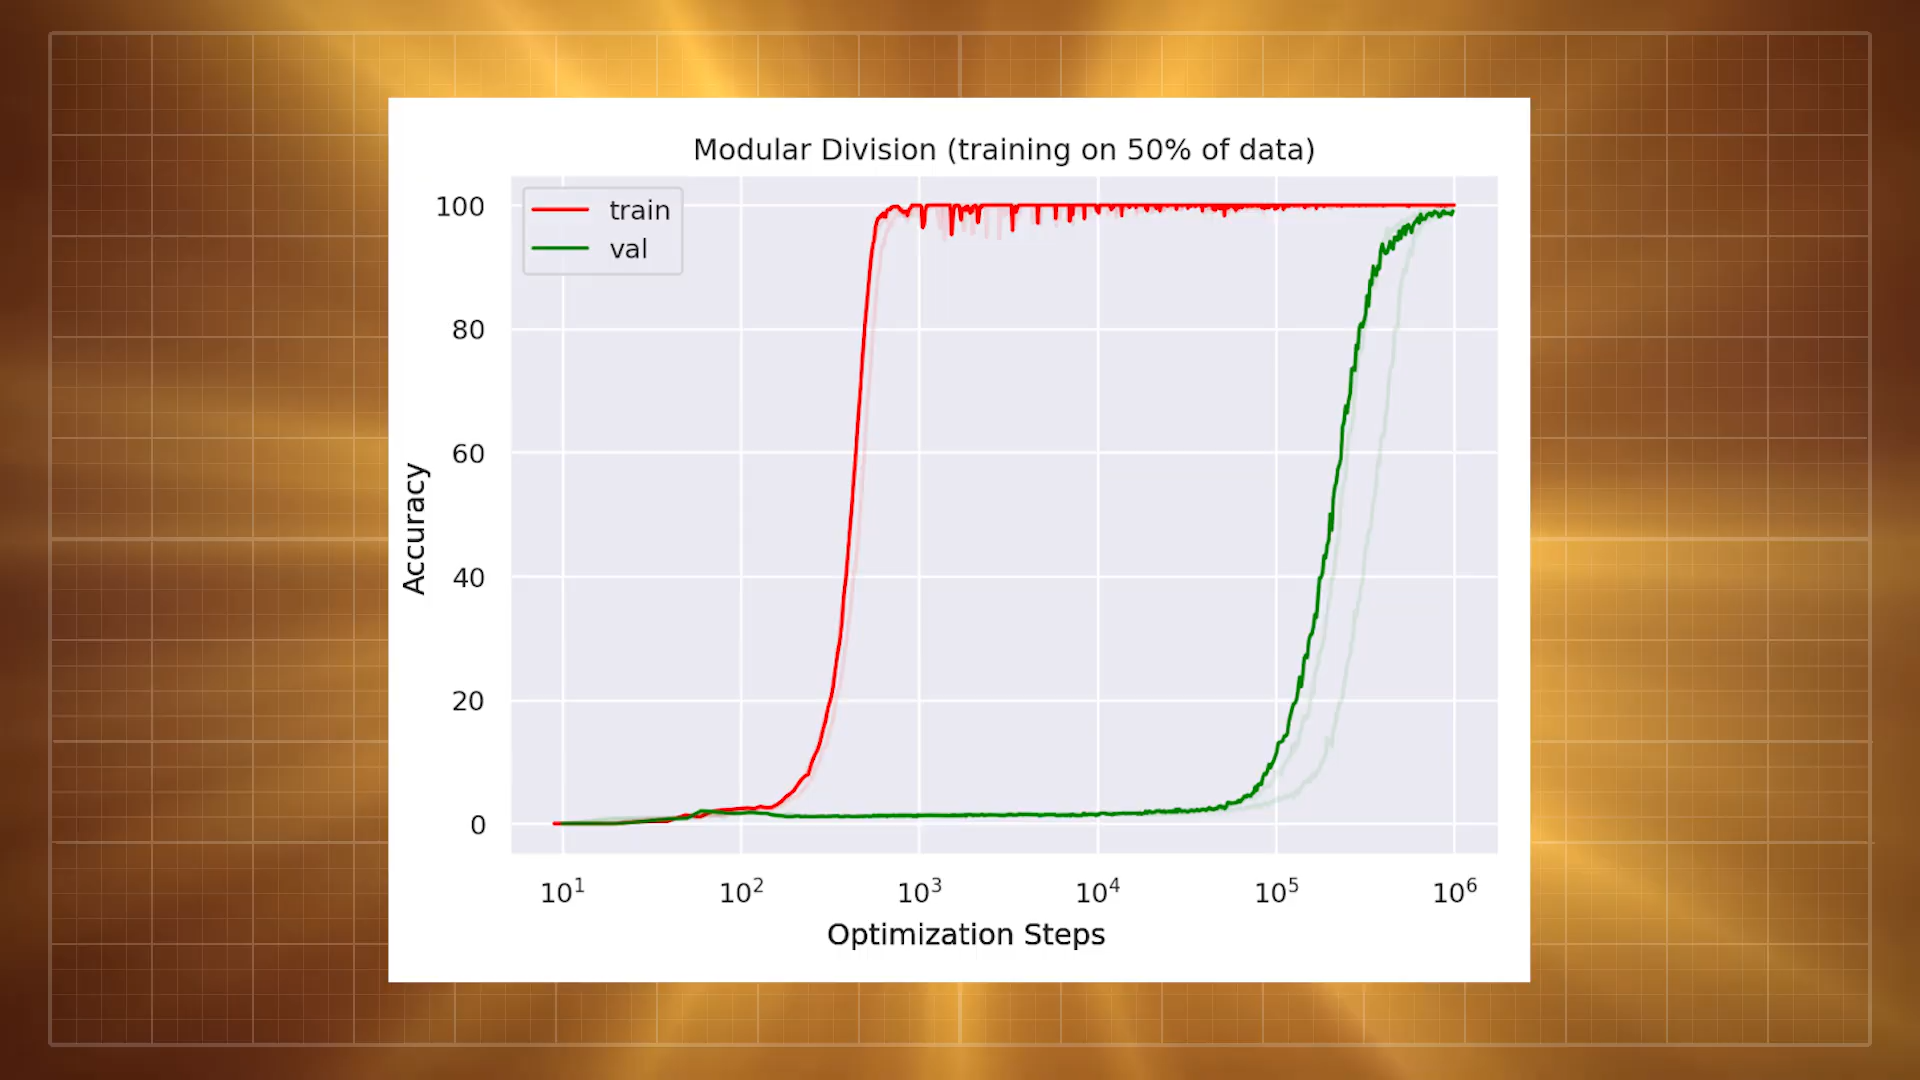 Modular Division (training on 50% of data)
train
val
100
80
60
40
20
0
Accuracy
10¹ 10² 10³ 10⁴ 10⁵ 10⁶
Optimization Steps